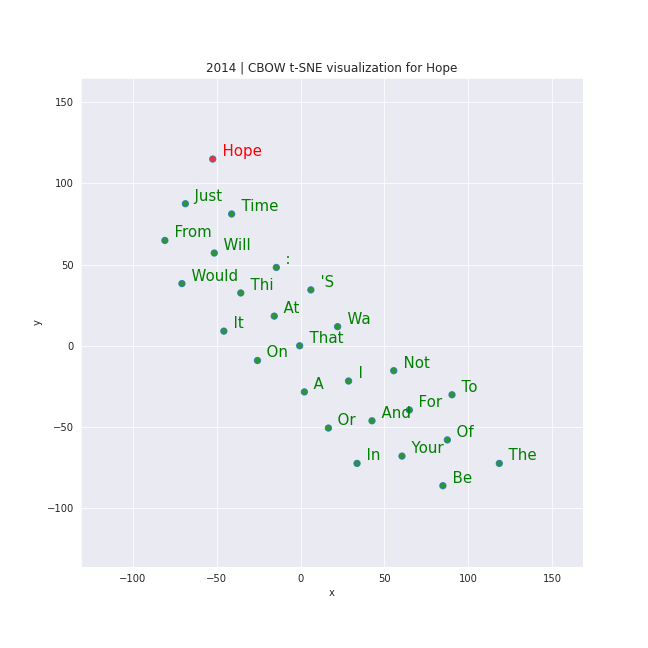 2014 | CBOW t-SNE visualization for Hope
150
Hope
100
Just
Time
From
Will
50
:
Would
Thi
'S
At
Wa
It
y
0
That
On
Not
I
A
To
For
And
Or
−50
Of
Your
In
The
Be
−100
−100 −50 0 50 100 150
x